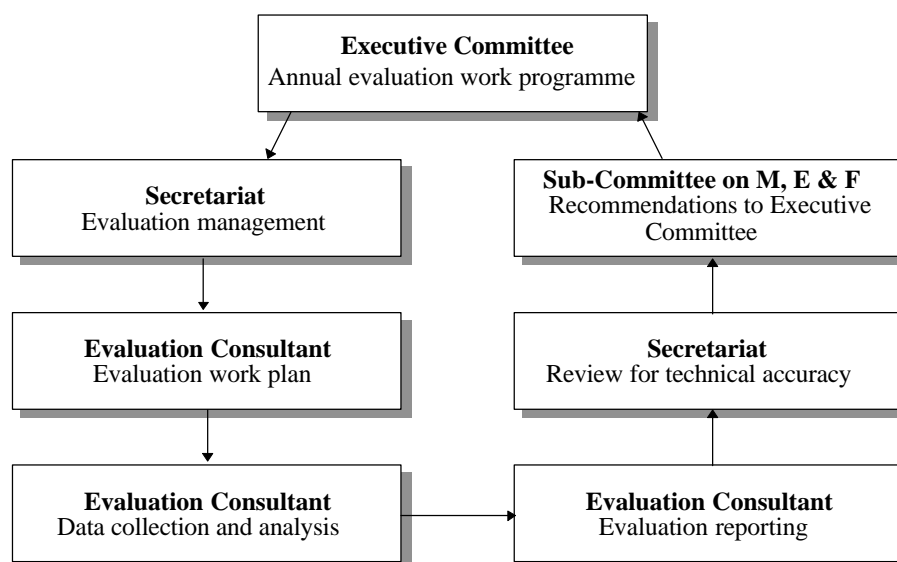 Executive Committee
Annual evaluation work programme
Secretariat
Evaluation management
Sub-Committee on M, E & F
Recommendations to Executive
Committee
Evaluation Consultant
Evaluation work plan
Secretariat
Review for technical accuracy
Evaluation Consultant
Data collection and analysis
Evaluation Consultant
Evaluation reporting